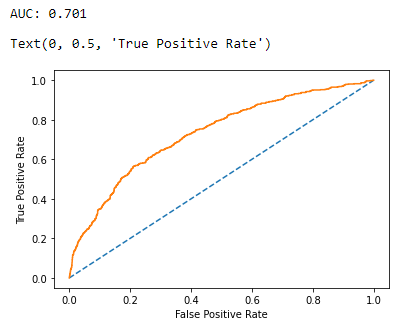 AUC: 0.701
Text(0, 0.5, 'True Positive Rate')
1.0
0.8
0.6
0.4
0.2
0.0
True Positive Rate
0.0 0.2 0.4 0.6 0.8 1.0
False Positive Rate